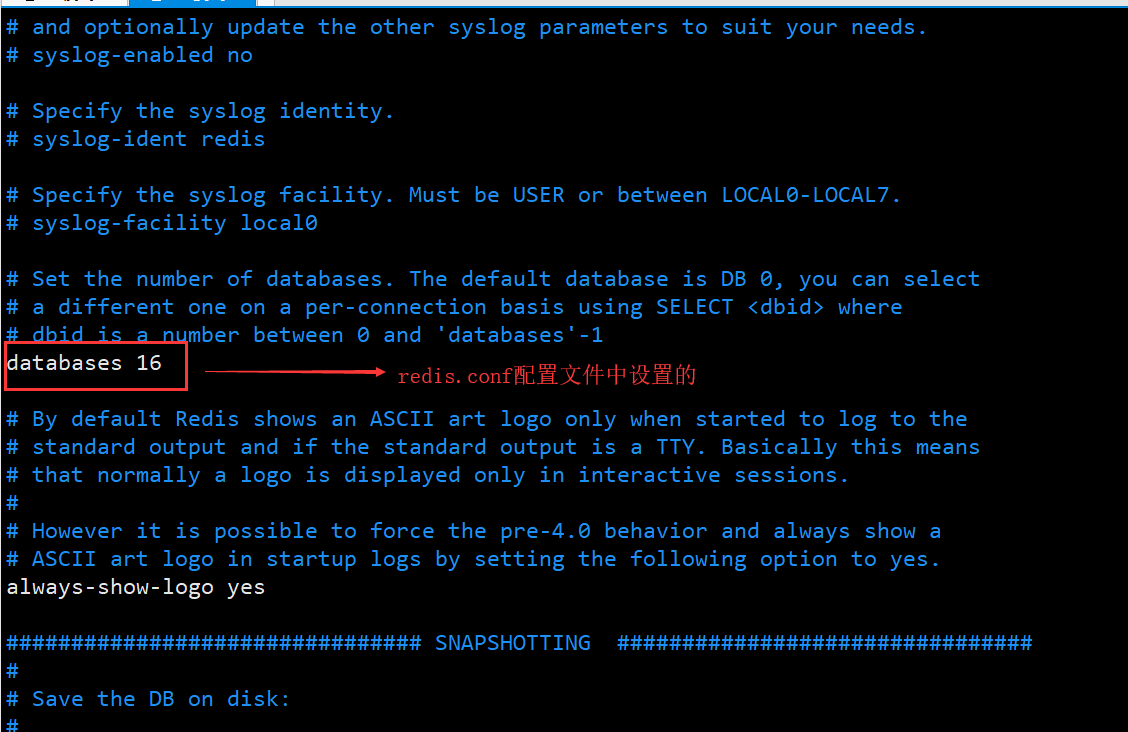 # and optionally update the other syslog parameters to suit your needs.
# syslog-enabled no
# Specify the syslog identity.
# syslog-ident redis
# Specify the syslog facility. Must be USER or between LOCAL0-LOCAL7.
# syslog-facility local0
# Set the number of databases. The default database is DB 0, you can select
# a different one on a per-connection basis using SELECT <dbid> where
# dbid is a number between 0 and 'databases'-1
databases 16
redis.conf配置文件中设置的
# By default Redis shows an ASCII art logo only when started to log to the
# standard output and if the standard output is a TTY. Basically this means
# that normally a logo is displayed only in interactive sessions.
#
# However it is possible to force the pre-4.0 behavior and always show a
# ASCII art logo in startup logs by setting the following option to yes.
always-show-logo yes
################################ SNAPSHOTTING  ################################
#
# Save the DB on disk:
#